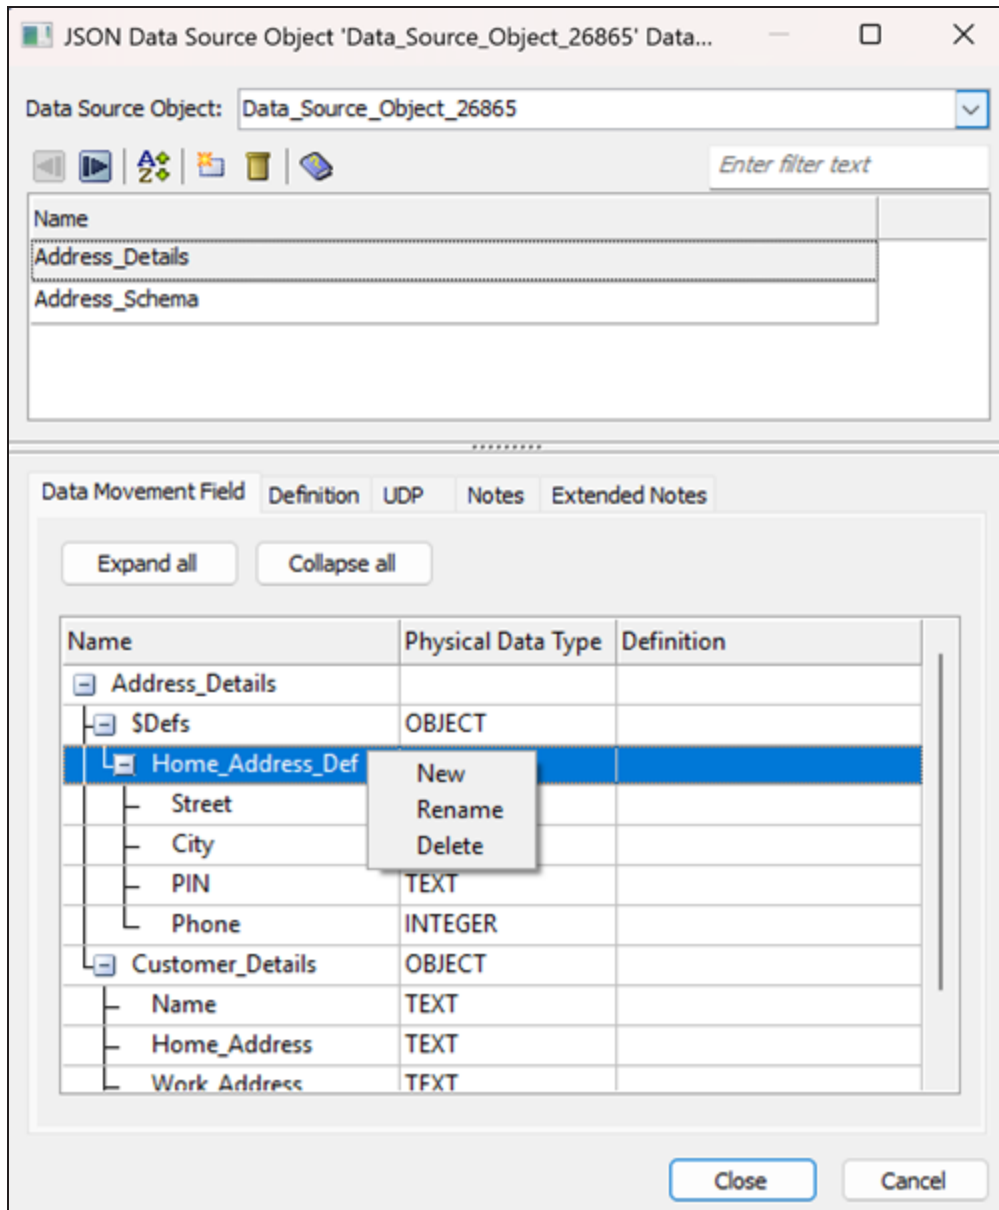 JSON Data Source Object 'Data_Source_Object_26865' Data...
Data Source Object: Data_Source_Object_26865
Enter filter text
Name
Address_Details
Address_Schema
Data Movement Field Definition UDP Notes Extended Notes
Expand all Collapse all
Name Physical Data Type Definition
Address_Details
$Defs OBJECT
Home_Address_Def
New
Rename
Delete
Street
City
PIN TEXT
Phone INTEGER
Customer_Details OBJECT
Name TEXT
Home_Address TEXT
Work_Address TEXT
Close Cancel